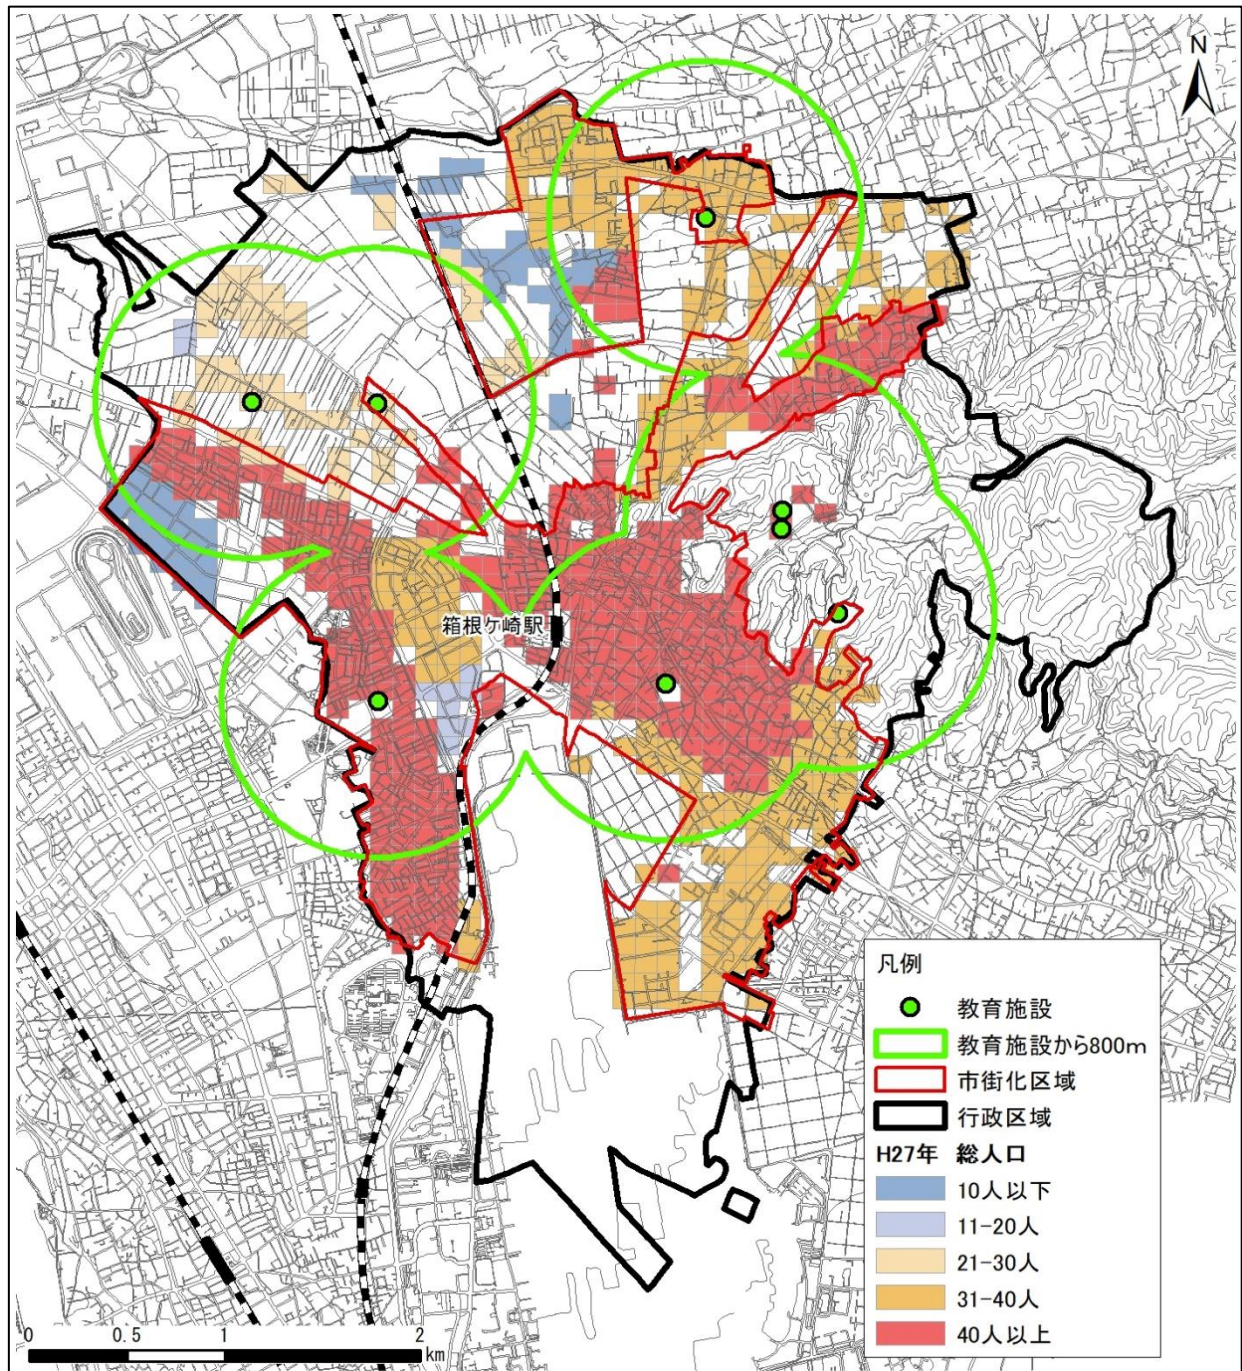 N
箱根ケ崎駅
凡例
教育施設
教育施設から800m
市街化区域
行政区域
H27年 総人口
10人以下
11-20人
21-30人
31-40人
40人以上
0 0.5 1 2
km